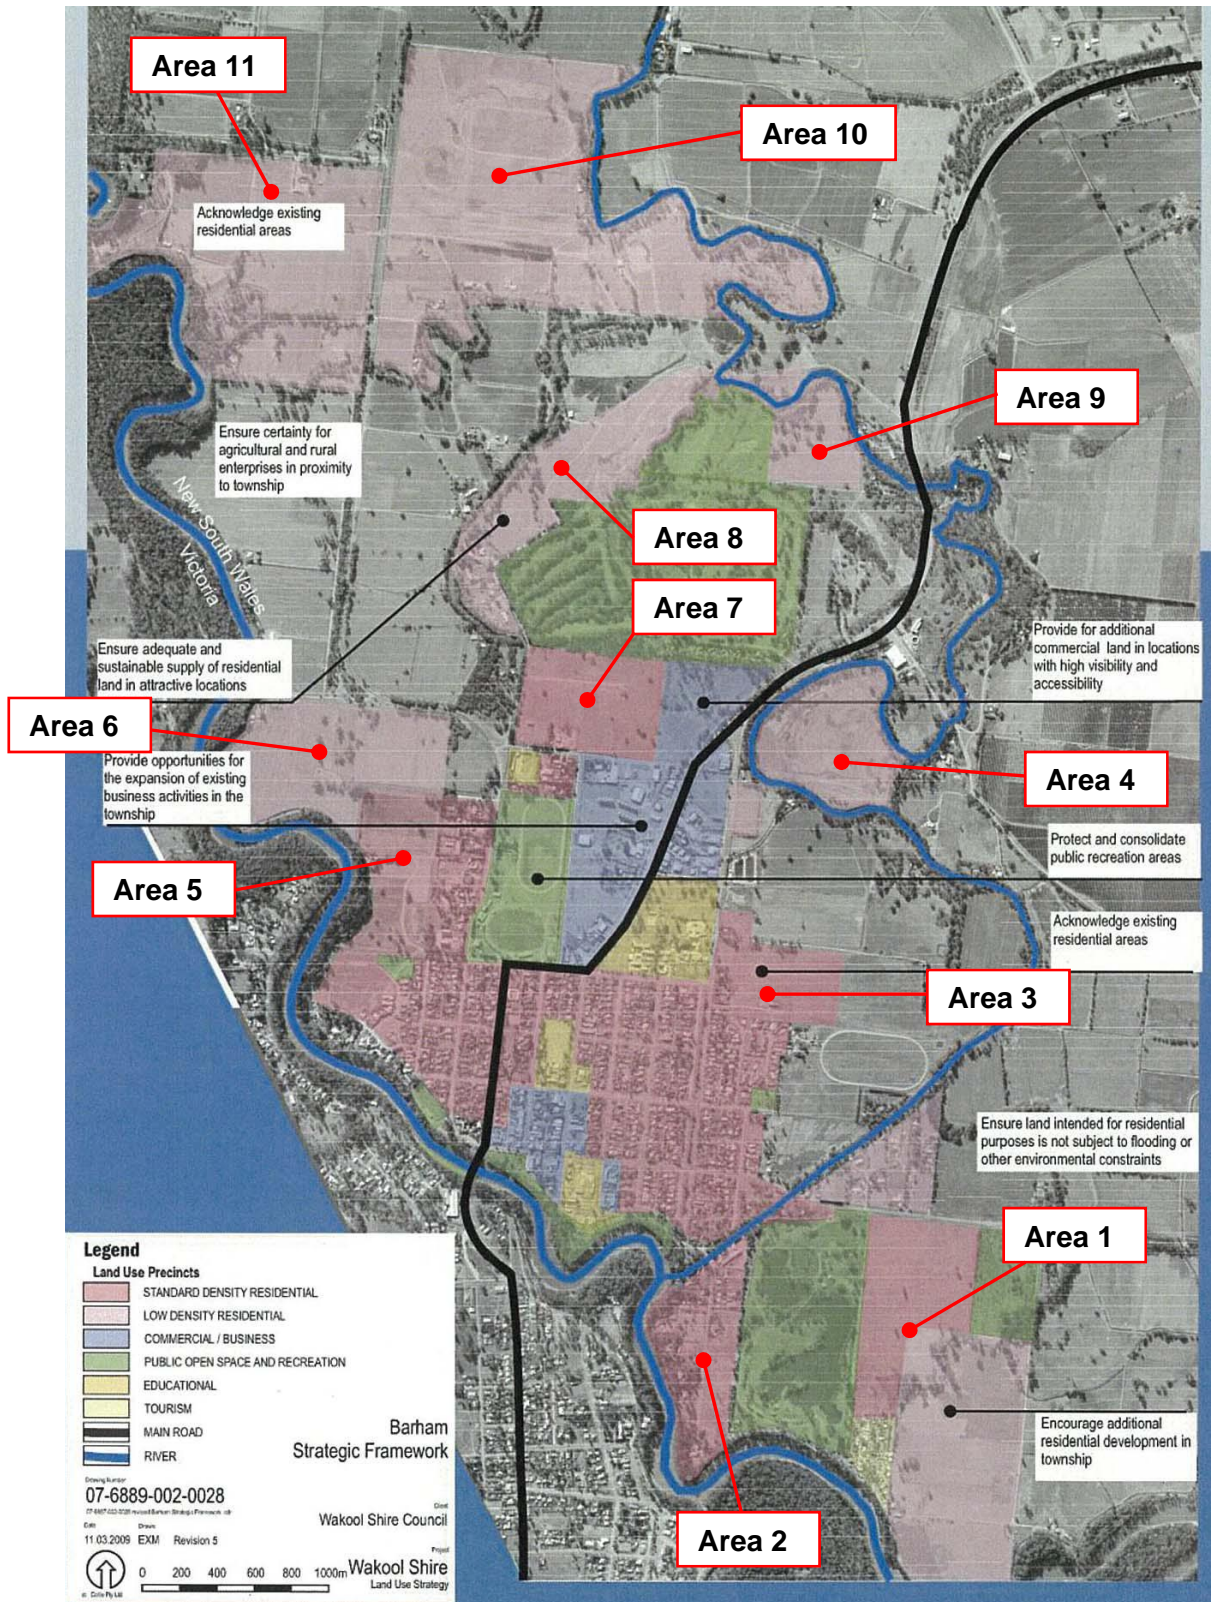 Area 11
Area 10
Acknowledge existing
residential areas
Area 9
Ensure certainty for
agricultural and rural
enterprises in proximity
to township
New South Wales
Victoria
Area 8
Area 7
Provide for additional
commercial land in locations
with high visibility and
accessibility
Ensure adequate and
sustainable supply of residential
land in attractive locations
Area 6
Provide opportunities for
the expansion of existing
business activities in the
township
Area 4
Protect and consolidate
public recreation areas
Area 5
Acknowledge existing
residential areas
Area 3
Ensure land intended for residential
purposes is not subject to flooding or
other environmental constraints
Area 1
Encourage additional
residential development in
township
Area 2
Legend
Land Use Precincts
STANDARD DENSITY RESIDENTIAL
LOW DENSITY RESIDENTIAL
COMMERCIAL / BUSINESS
PUBLIC OPEN SPACE AND RECREATION
EDUCATIONAL
TOURISM
MAIN ROAD
RIVER
Barham
Strategic Framework
Drawing Number
07-6889-002-0028
Client
Wakool Shire Council
Date Drawn
11.03.2009 EXM Revision 5
Project
Wakool Shire
Land Use Strategy
0 200 400 600 800 1000m